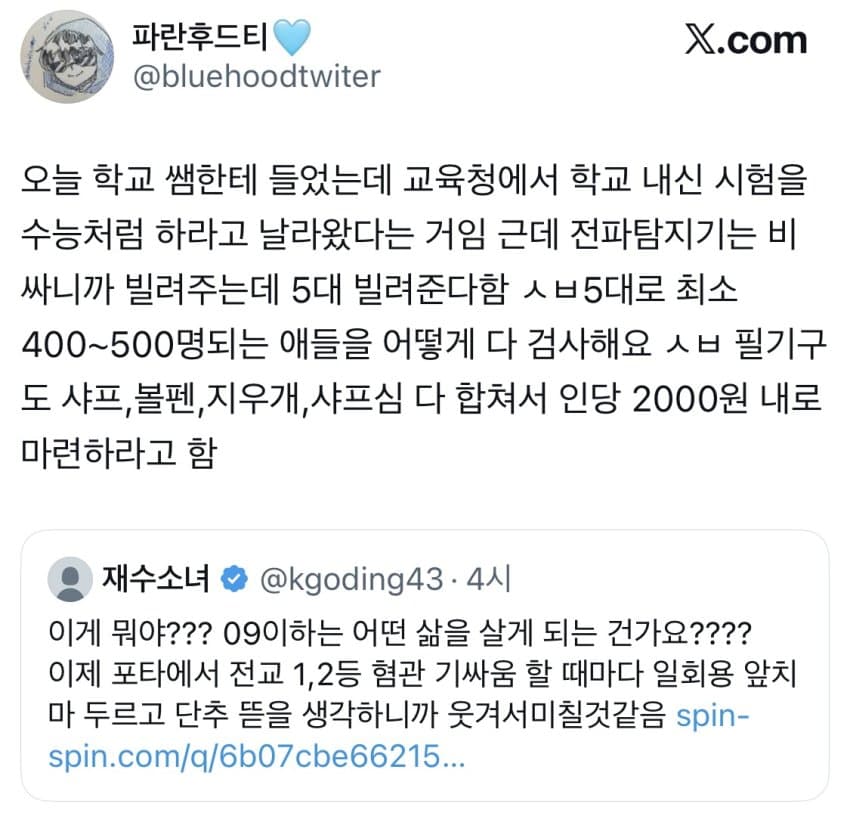 파란후드티🩵
@bluehoodtwiter
X.com
오늘 학교 쌤한테 들었는데 교육청에서 학교 내신 시험을
수능처럼 하라고 날라왔다는 거임 근데 전파탐지기는 비
싸니까 빌려주는데 5대 빌려준다함 ㅅㅂ5대로 최소
400~500명되는 애들을 어떻게 다 검사해요 ㅅㅂ 필기구
도 샤프,볼펜,지우개,샤프심 다 합쳐서 인당 2000원 내로
마련하라고 함
재수소녀 @kgoding43 · 4시
이게 뭐야??? 09이하는 어떤 삶을 살게 되는 건가요????
이제 포타에서 전교 1,2등 혐관 기싸움 할 때마다 일회용 앞치
마 두르고 단추 뜯을 생각하니까 웃겨서미칠것같음 spin-
spin.com/q/6b07cbe66215...